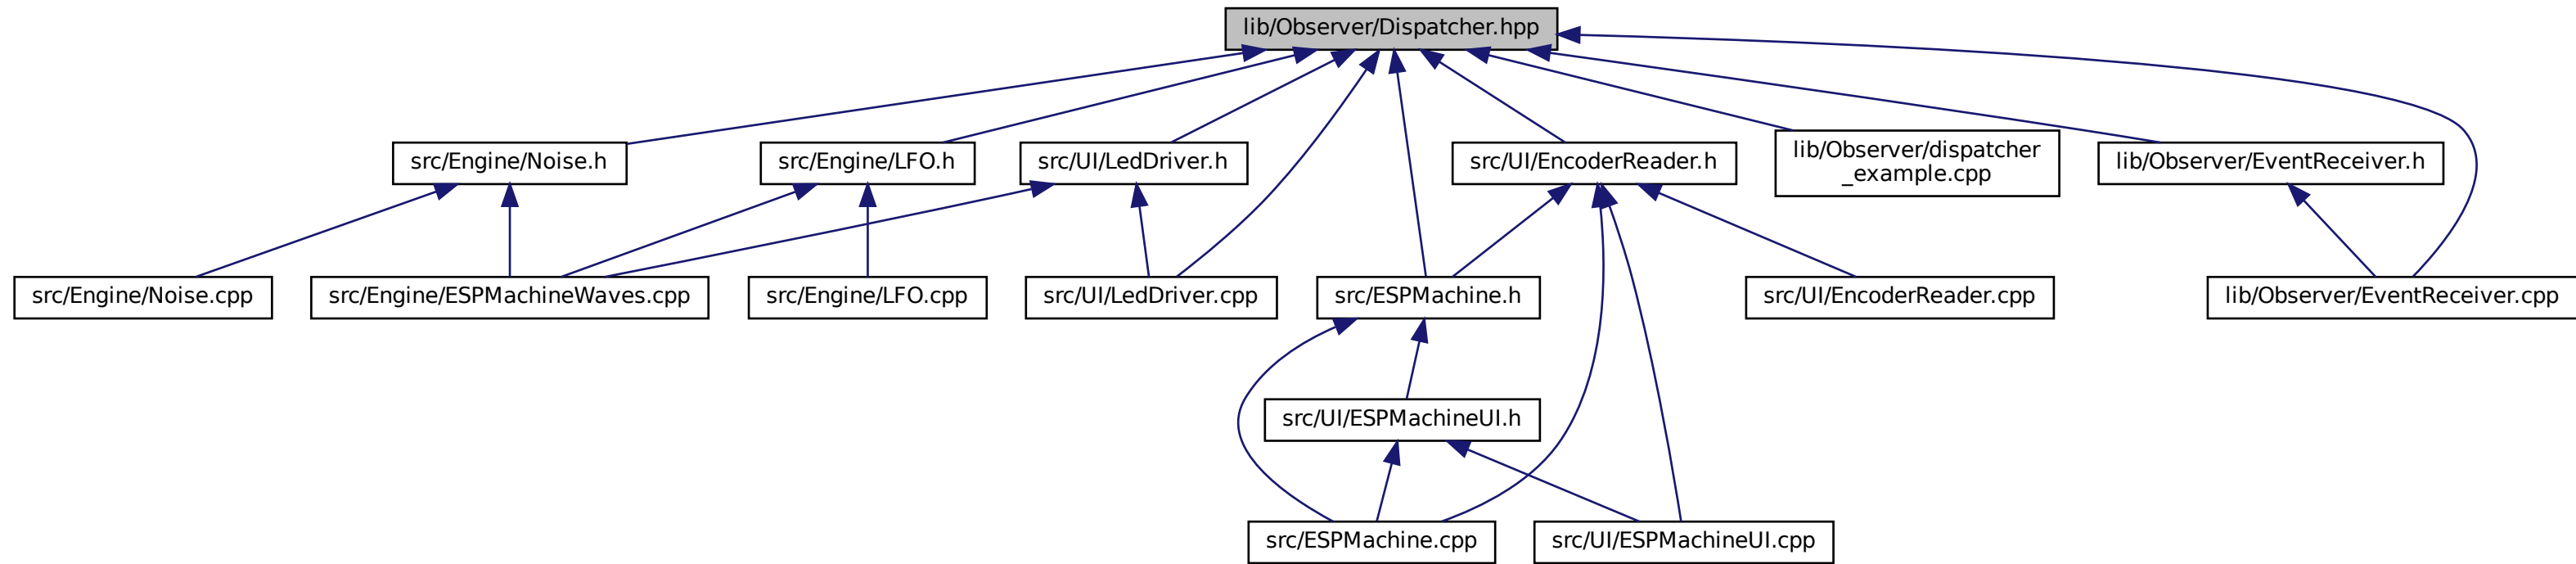 lib/Observer/Dispatcher.hpp
src/Engine/Noise.h
src/Engine/LFO.h
src/UI/LedDriver.h
src/UI/EncoderReader.h
lib/Observer/dispatcher
_example.cpp
lib/Observer/EventReceiver.h
src/Engine/Noise.cpp
src/Engine/ESPMachineWaves.cpp
src/Engine/LFO.cpp
src/UI/LedDriver.cpp
src/ESPMachine.h
src/UI/EncoderReader.cpp
lib/Observer/EventReceiver.cpp
src/UI/ESPMachineUI.h
src/ESPMachine.cpp
src/UI/ESPMachineUI.cpp